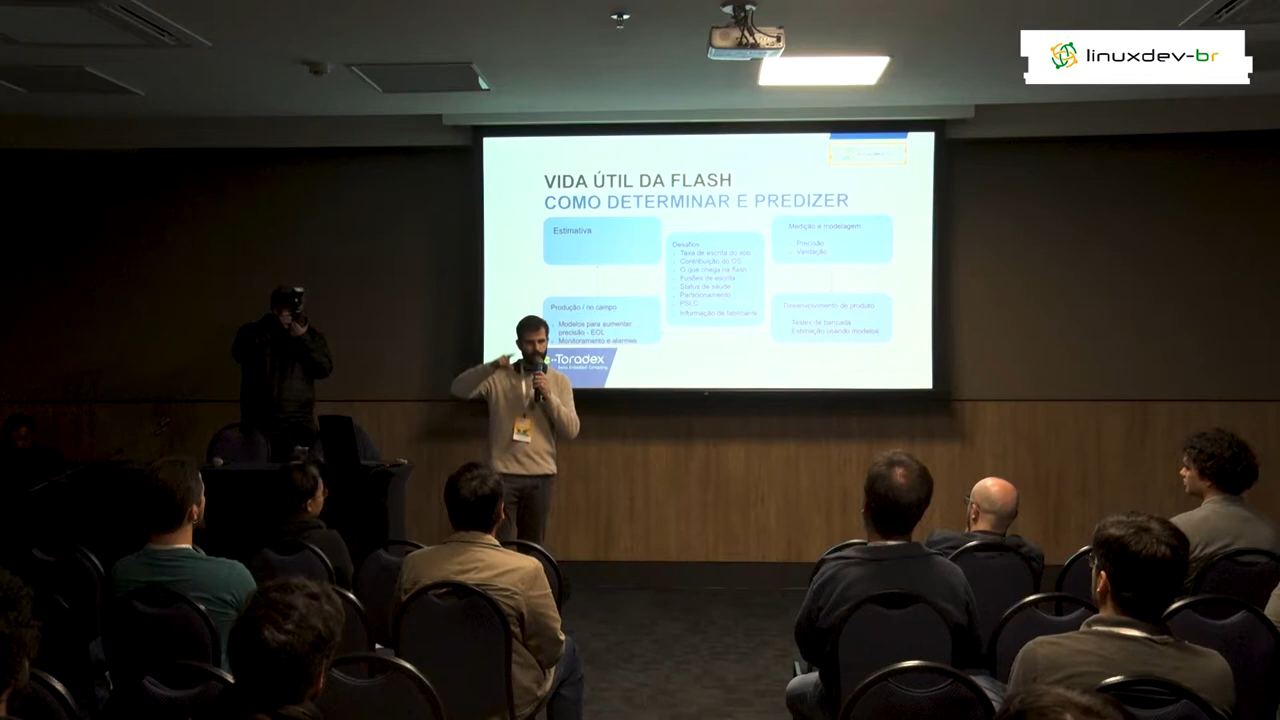 linuxdev-br
VIDA ÚTIL DA FLASH
COMO DETERMINAR E PREDIZER
Estimativa
Desafios
Taxa de escrita do app
Contribuição do OS
O que chega na flash
Fusões de escrita
Status de saúde
Particionamento
PSLC
Informação de fabricante
Medição e modelagem
Precisão
Validação
Produção / no campo
Modelos para aumentar
precisão - EOL
Monitoramento e alarmes
Desenvolvimento de produto
Testes de bancada
Estimação usando modelos
Toradex